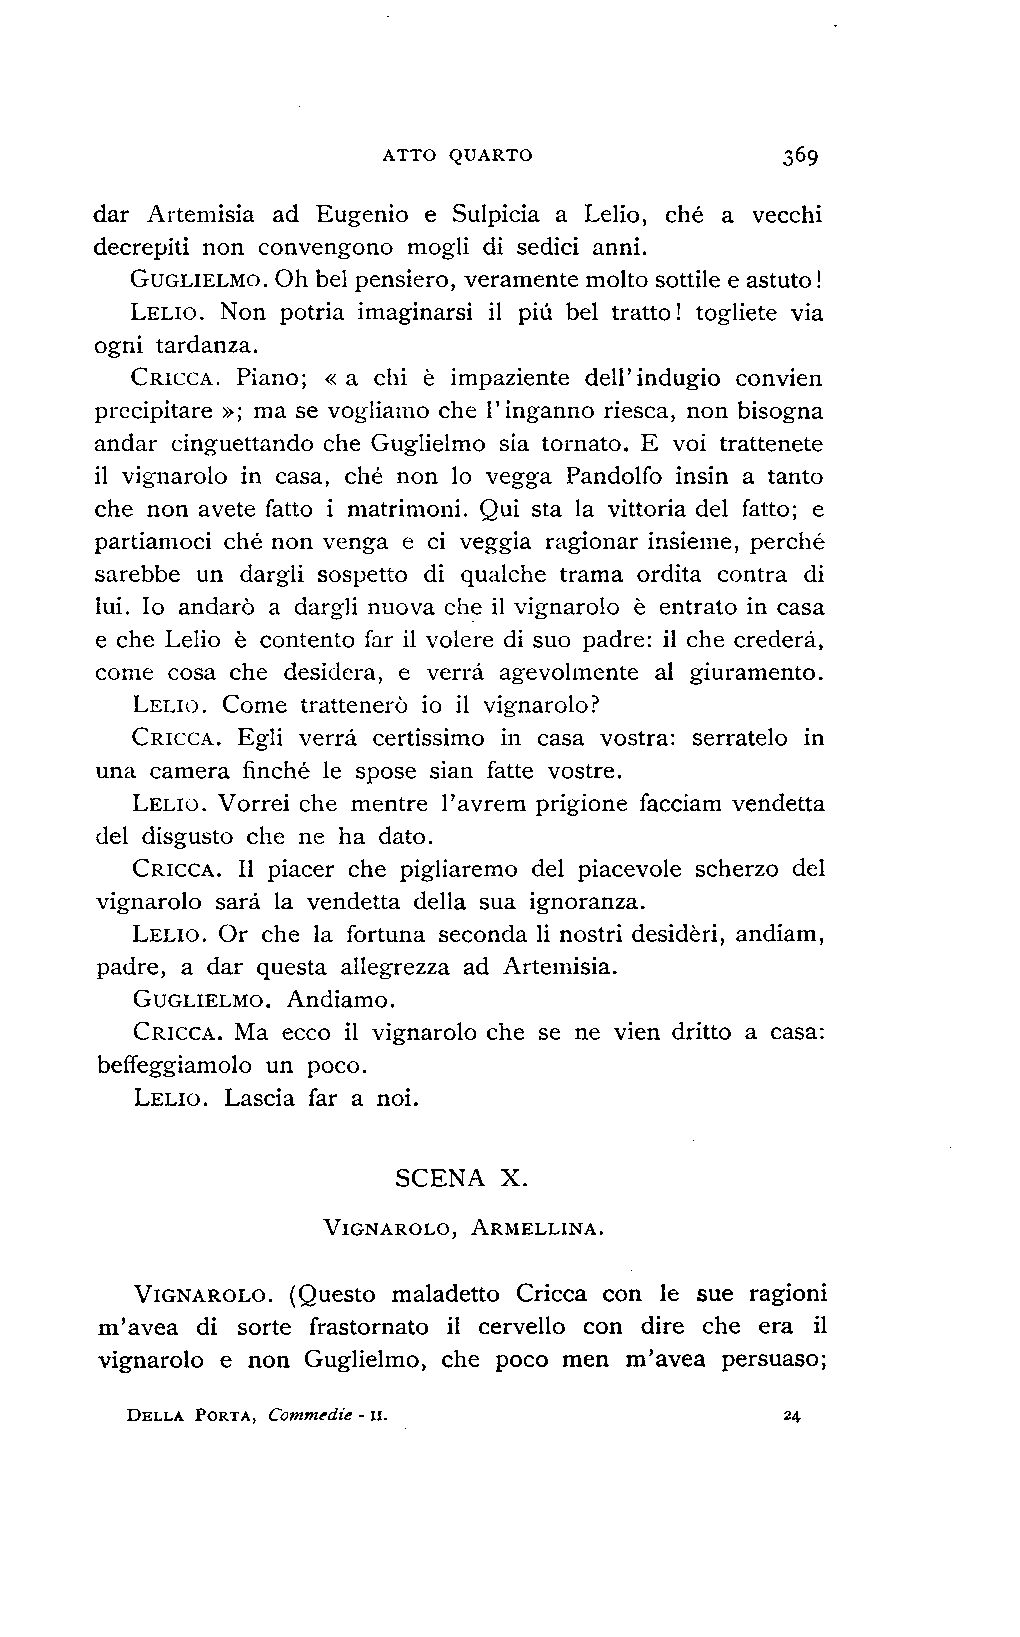 ATTO QUARTO 369
dar Artemisia ad Eugenio e Sulpicia a Lelio, ché a vecchi
decrepiti non convengono mogli di sedici anni.
GUGLIELMO. Oh bel pensiero, veramente molto sottile e astuto!
LELIO. Non potria imaginarsi il piú bel tratto! togliete via
ogni tardanza.
CRICCA. Piano; « a chi è impaziente dell'indugio convien
precipitare »; ma se vogliamo che l'inganno riesca, non bisogna
andar cinguettando che Guglielmo sia tornato. E voi trattenete
il vignarolo in casa, ché non lo vegga Pandolfo insin a tanto
che non avete fatto i matrimoni. Qui sta la vittoria del fatto; e
partiamoci ché non venga e ci veggia ragionar insieme, perché
sarebbe un dargli sospetto di qualche trama ordita contra di
lui. Io andarò a dargli nuova che il vignarolo è entrato in casa
e che Lelio è contento far il volere di suo padre: il che crederá,
come cosa che desidera, e verrá agevolmente al giuramento.
LELIO. Come trattenerò io il vignarolo?
CRICCA. Egli verrá certissimo in casa vostra: serratelo in
una camera finché le spose sian fatte vostre.
LELIO. Vorrei che mentre l'avrem prigione facciam vendetta
del disgusto che ne ha dato.
CRICCA. Il piacer che pigliaremo del piacevole scherzo del
vignarolo sará la vendetta della sua ignoranza.
LELIO. Or che la fortuna seconda li nostri desidèri, andiam,
padre, a dar questa allegrezza ad Artemisia.
GUGLIELMO. Andiamo.
CRICCA. Ma ecco il vignarolo che se ne vien dritto a casa:
beffeggiamolo un poco.
LELIO. Lascia far a noi.
SCENA X.
VIGNAROLO, ARMELLINA.
VIGNAROLO. (Questo maladetto Cricca con le sue ragioni
m'avea di sorte frastornato il cervello con dire che era il
vignarolo e non Guglielmo, che poco men m'avea persuaso;
DELLA PORTA, Commedie - II. 24